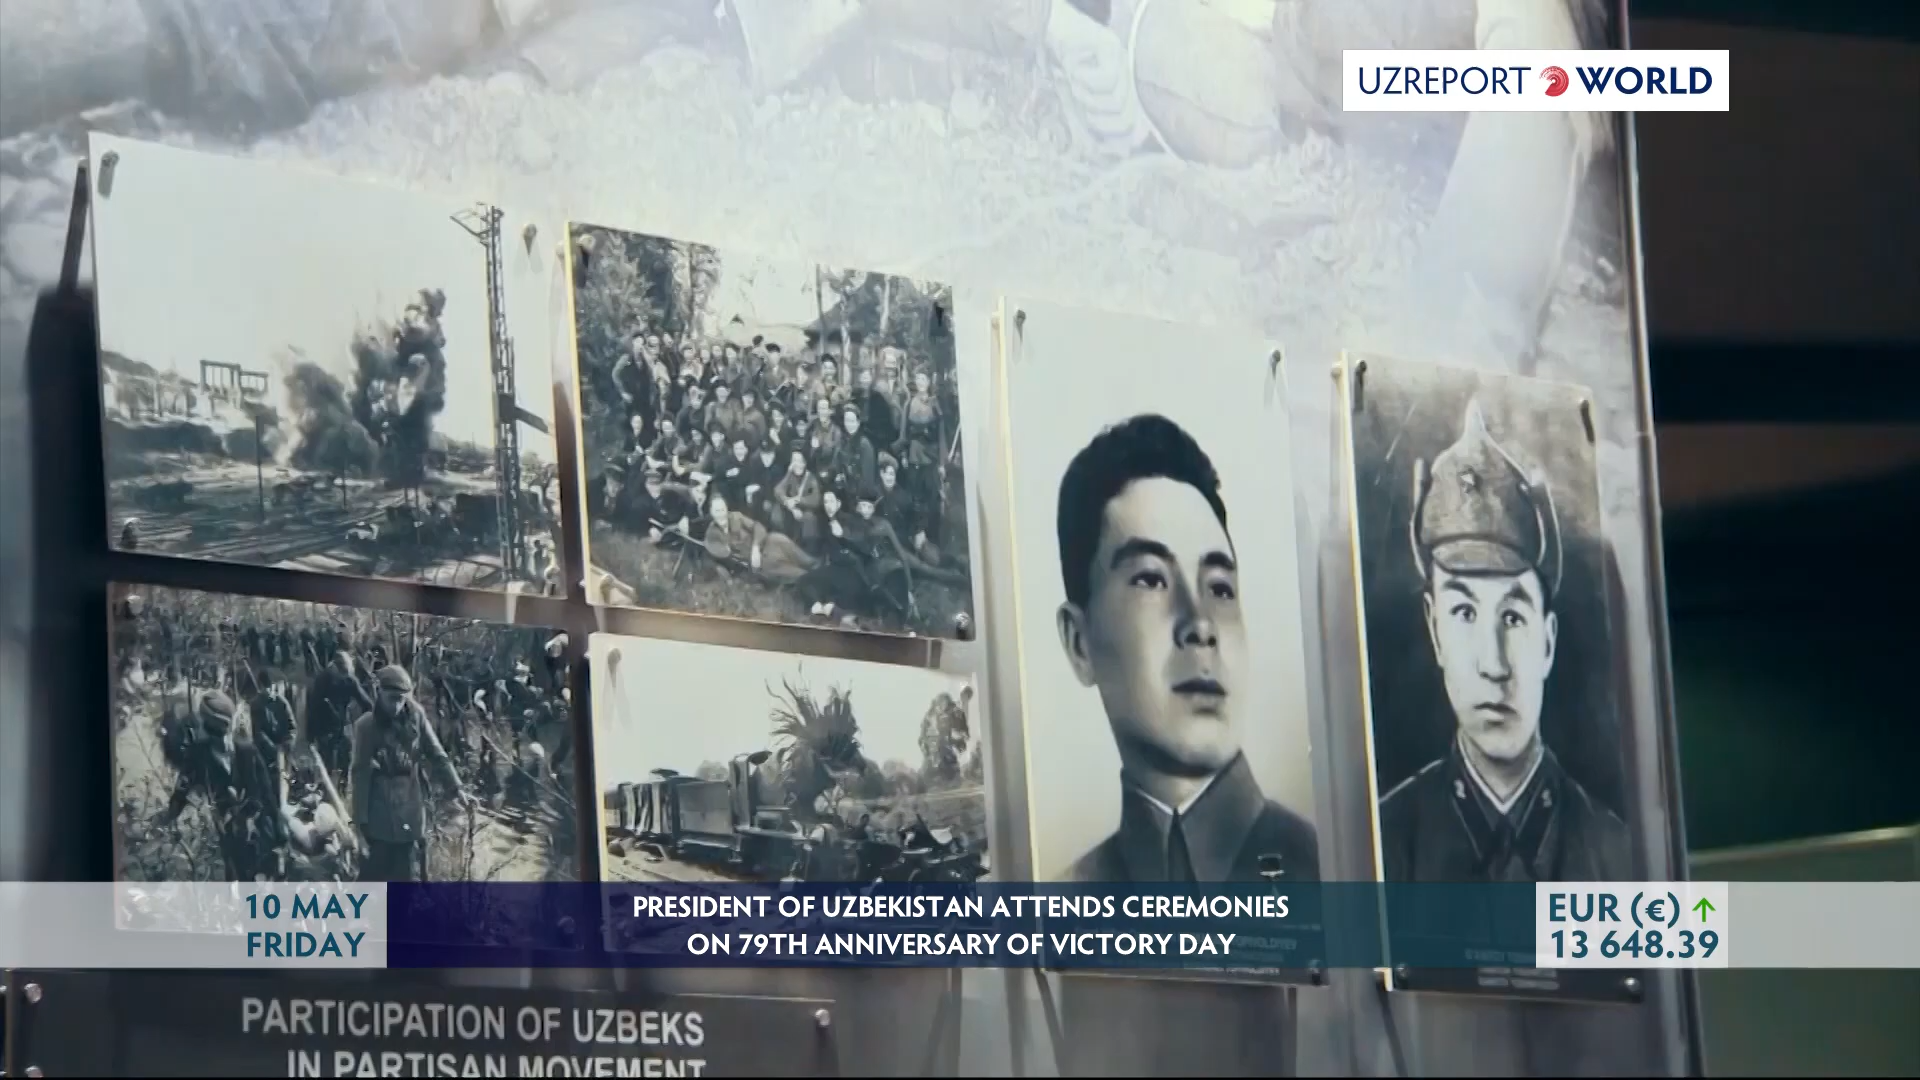 UZREPORT WORLD
10 MAY
FRIDAY
PRESIDENT OF UZBEKISTAN ATTENDS CEREMONIES
ON 79TH ANNIVERSARY OF VICTORY DAY
EUR (€) ↑
13 648.39
PARTICIPATION OF UZBEKS
IN PARTISAN MOVEMENT